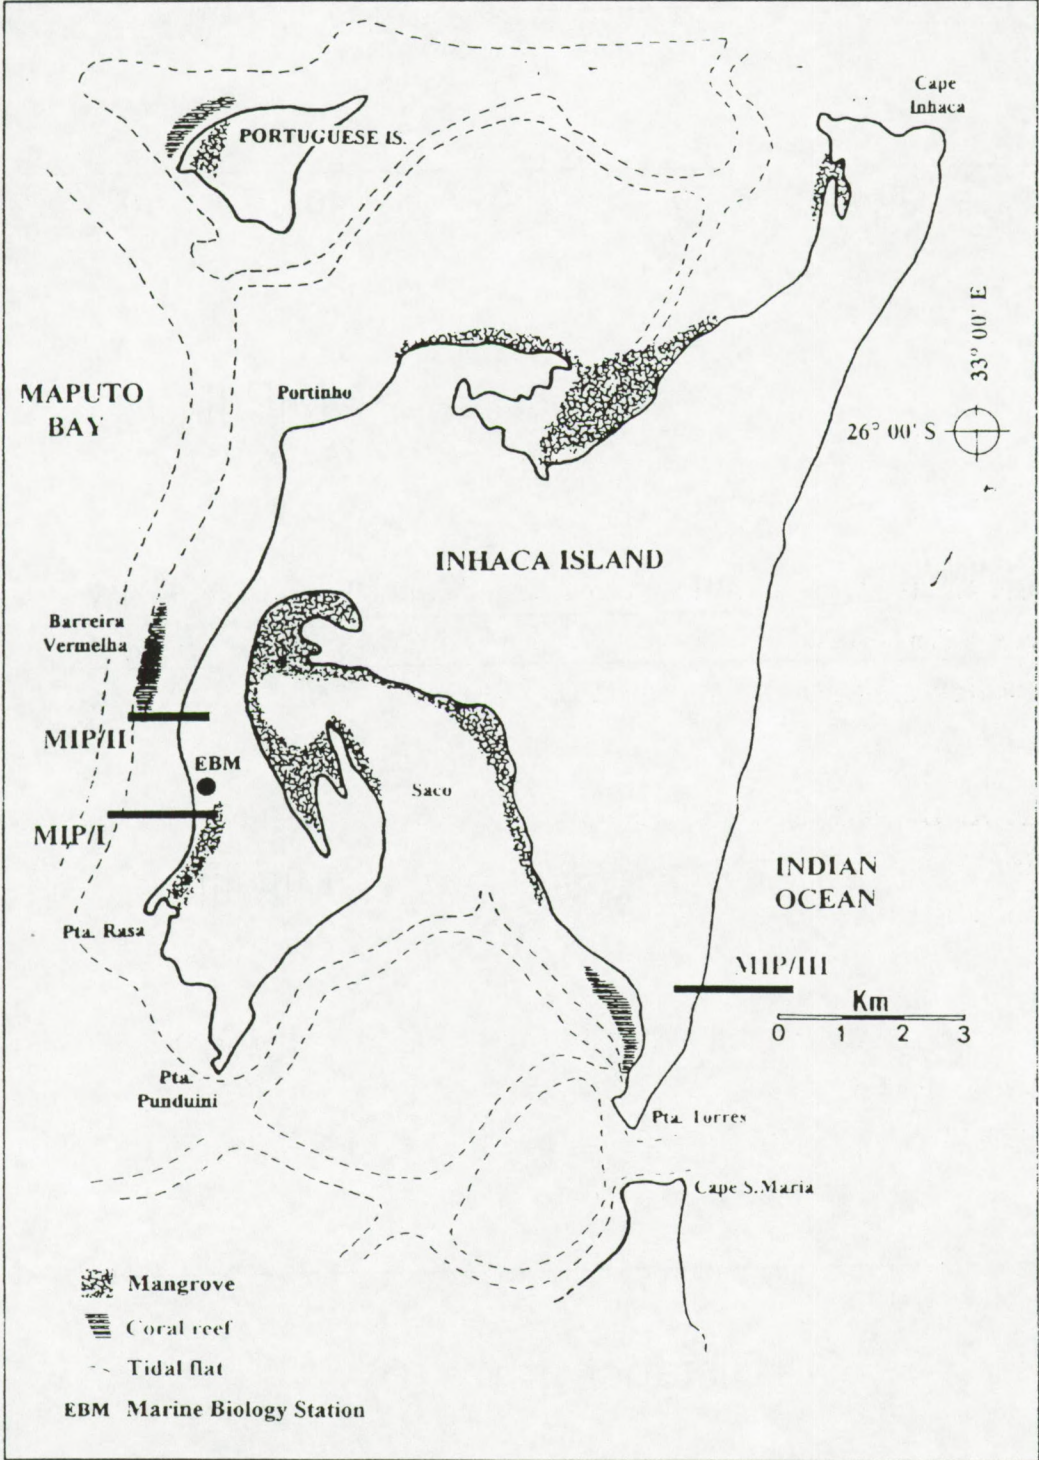 Cape
Inhaca
PORTUGUESE IS.
33° 00' E
MAPUTO
BAY
Portinho
26° 00' S
INHACA ISLAND
Barreira
Vermelha
MIP/II
EBM
Saco
MIP/I
INDIAN
OCEAN
Pta. Rasa
MIP/III
Km
0 1 2 3
Pta.
Punduini
Pta. Torres
Cape S. Maria
Mangrove
Coral reef
Tidal flat
EBM Marine Biology Station